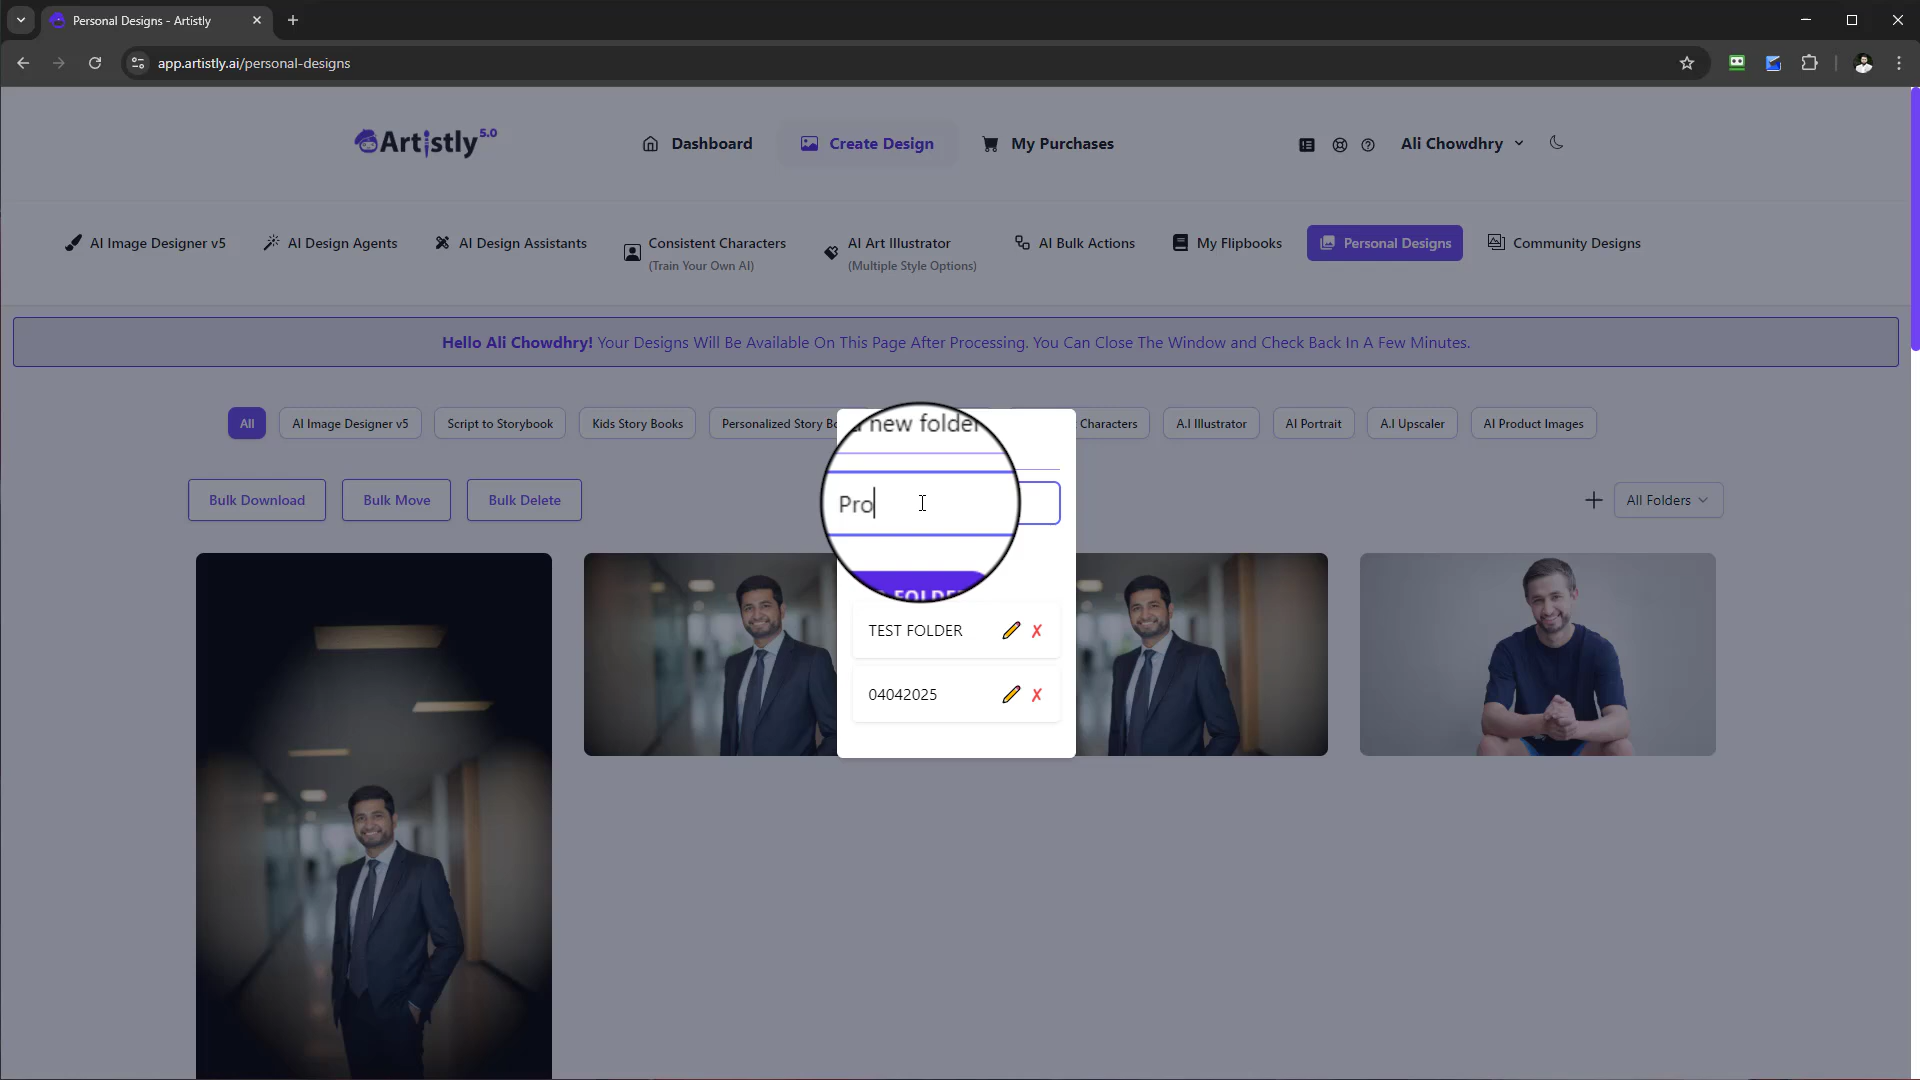 Personal Designs - Artistly
app.artistly.ai/personal-designs
Artistly 5.0
Dashboard
Create Design
My Purchases
Ali Chowdhry
AI Image Designer v5
AI Design Agents
AI Design Assistants
Consistent Characters
(Train Your Own AI)
AI Art Illustrator
(Multiple Style Options)
AI Bulk Actions
My Flipbooks
Personal Designs
Community Designs
Hello Ali Chowdhry! Your Designs Will Be Available On This Page After Processing. You Can Close The Window and Check Back In A Few Minutes.
All
AI Image Designer v5
Script to Storybook
Kids Story Books
Personalized Story Bo
Characters
A.I Illustrator
AI Portrait
A.I Upscaler
AI Product Images
new folder
Bulk Download
Bulk Move
Bulk Delete
Pro
All Folders
FOLDE
TEST FOLDER
04042025